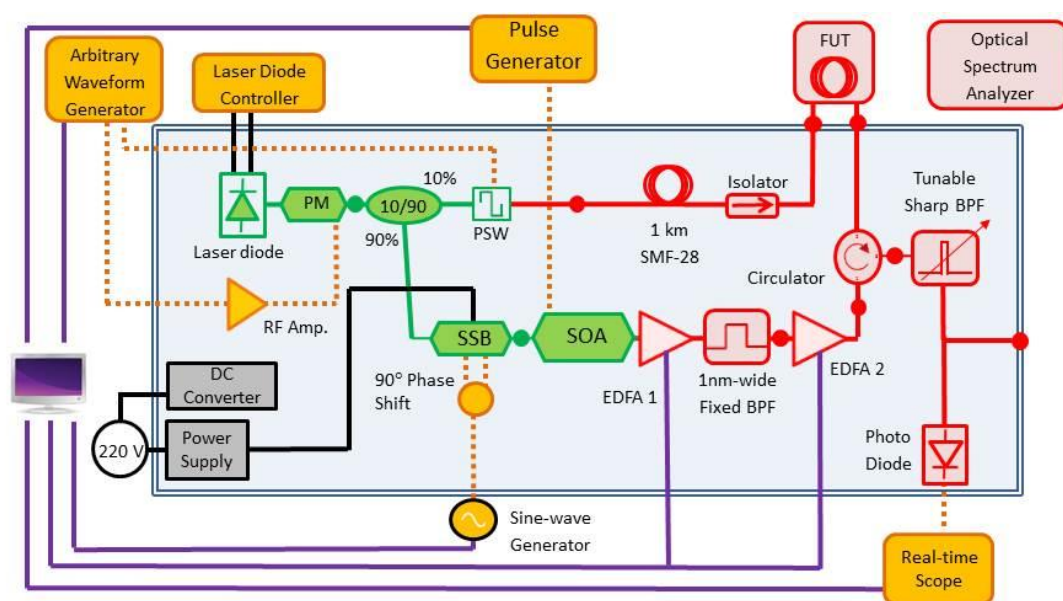 Pulse
Generator
Arbitrary
Waveform
Generator
Laser Diode
Controller
FUT
Optical
Spectrum
Analyzer
10%
PM
10/90
PSW
90%
Laser diode
1 km
SMF-28
Isolator
Tunable
Sharp BPF
Circulator
RF Amp.
SSB
SOA
EDFA 1
1nm-wide
Fixed BPF
EDFA 2
90° Phase
Shift
DC
Converter
220 V
Power
Supply
Photo
Diode
Sine-wave
Generator
Real-time
Scope